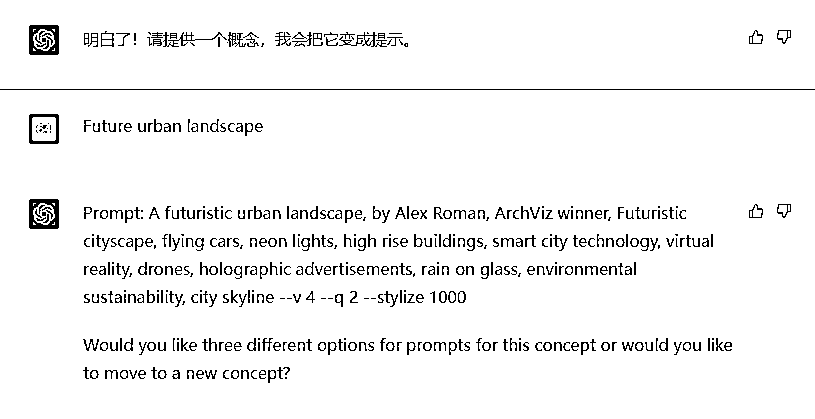 明白了！请提供一个概念，我会把它变成提示。
Future urban landscape
Prompt: A futuristic urban landscape, by Alex Roman, ArchViz winner, Futuristic
cityscape, flying cars, neon lights, high rise buildings, smart city technology, virtual
reality, drones, holographic advertisements, rain on glass, environmental
sustainability, city skyline --v 4 --q 2 --stylize 1000
Would you like three different options for prompts for this concept or would you like
to move to a new concept?